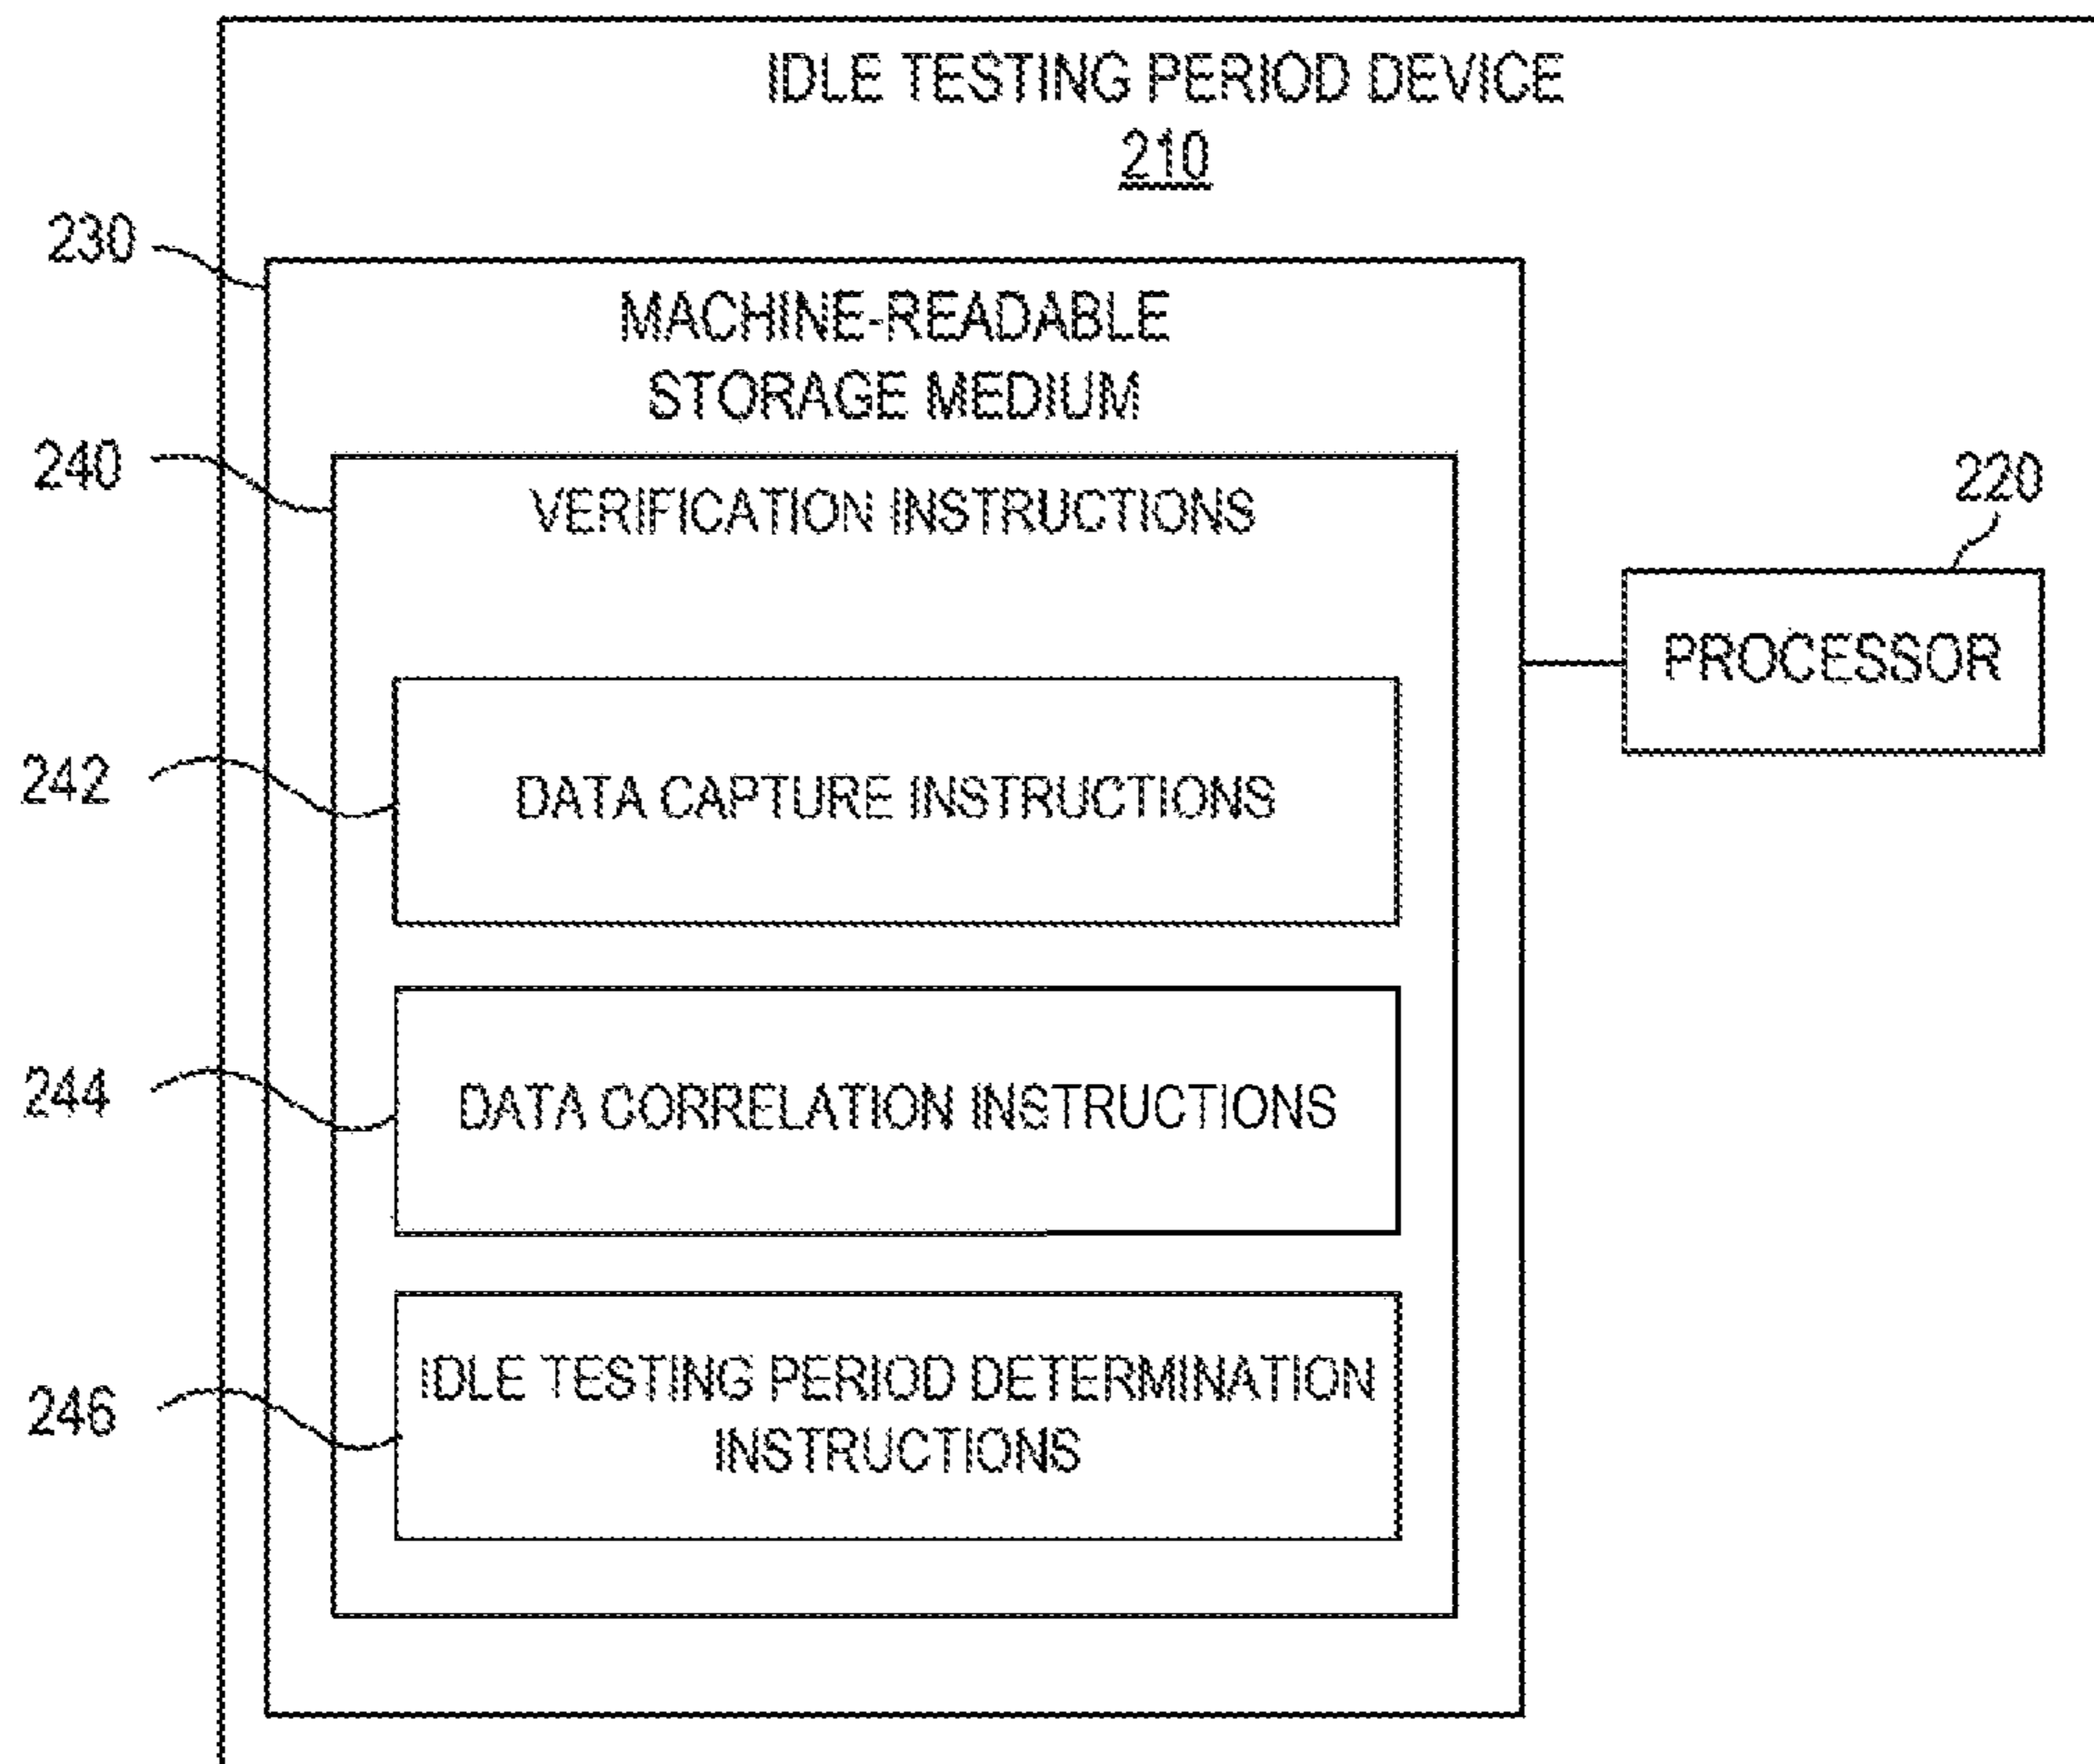 IDLE TESTING PERIOD DEVICE
210
230
MACHINE-READABLE
STORAGE MEDIUM
240
VERIFICATION INSTRUCTIONS
220
PROCESSOR
242
DATA CAPTURE INSTRUCTIONS
244
DATA CORRELATION INSTRUCTIONS
246
IDLE TESTING PERIOD DETERMINATION
INSTRUCTIONS